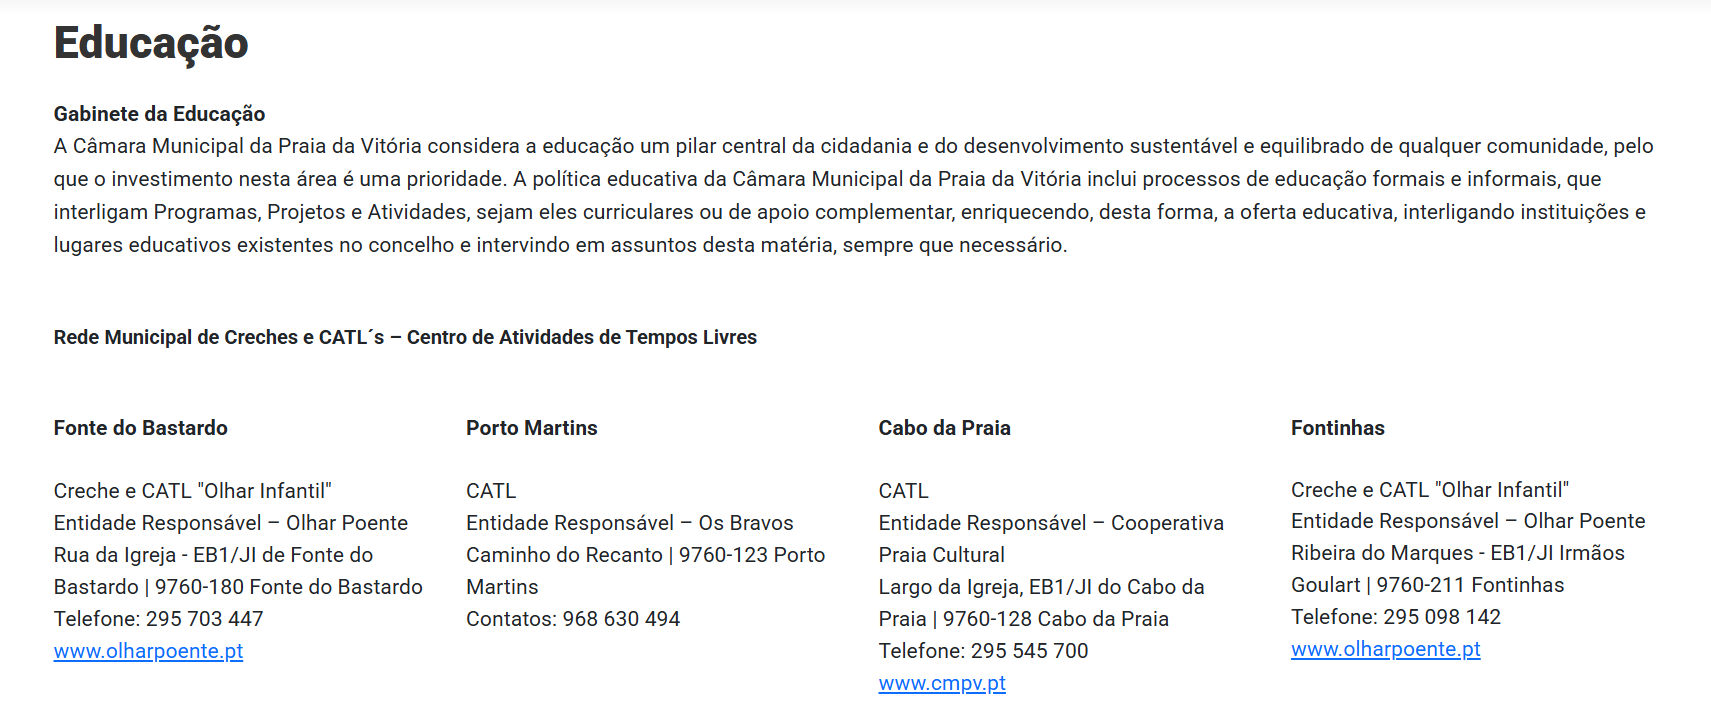 Educação
Gabinete da Educação
A Câmara Municipal da Praia da Vitória considera a educação um pilar central da cidadania e do desenvolvimento sustentável e equilibrado de qualquer comunidade, pelo
que o investimento nesta área é uma prioridade. A política educativa da Câmara Municipal da Praia da Vitória inclui processos de educação formais e informais, que
interligam Programas, Projetos e Atividades, sejam eles curriculares ou de apoio complementar, enriquecendo, desta forma, a oferta educativa, interligando instituições e
lugares educativos existentes no concelho e intervindo em assuntos desta matéria, sempre que necessário.
Rede Municipal de Creches e CATL´s – Centro de Atividades de Tempos Livres
Fonte do Bastardo
Creche e CATL "Olhar Infantil"
Entidade Responsável – Olhar Poente
Rua da Igreja - EB1/JI de Fonte do
Bastardo | 9760-180 Fonte do Bastardo
Telefone: 295 703 447
www.olharpoente.pt
Porto Martins
CATL
Entidade Responsável – Os Bravos
Caminho do Recanto | 9760-123 Porto
Martins
Contatos: 968 630 494
Cabo da Praia
CATL
Entidade Responsável – Cooperativa
Praia Cultural
Largo da Igreja, EB1/JI do Cabo da
Praia | 9760-128 Cabo da Praia
Telefone: 295 545 700
www.cmpv.pt
Fontinhas
Creche e CATL "Olhar Infantil"
Entidade Responsável – Olhar Poente
Ribeira do Marques - EB1/JI Irmãos
Goulart | 9760-211 Fontinhas
Telefone: 295 098 142
www.olharpoente.pt